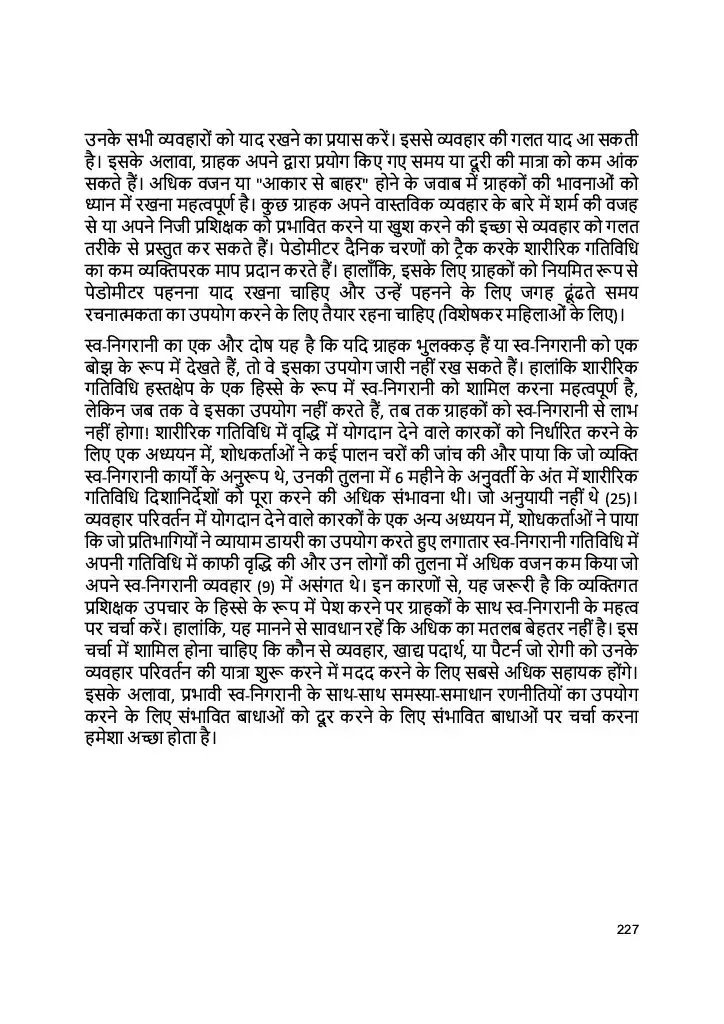 उनके सभी व्यवहारों को याद रखने का प्रयास करें। इससे व्यवहार की गलत याद आ सकती
है। इसके अलावा, ग्राहक अपने द्वारा प्रयोग किए गए समय या दूरी की मात्रा को कम आंक
सकते हैं। अधिक वजन या "आकार से बाहर" होने के जवाब में ग्राहकों की भावनाओं को
ध्यान में रखना महत्वपूर्ण है। कुछ ग्राहक अपने वास्तविक व्यवहार के बारे में शर्म की वजह
से या अपने निजी प्रशिक्षक को प्रभावित करने या खुश करने की इच्छा से व्यवहार को गलत
तरीके से प्रस्तुत कर सकते हैं। पेडोमीटर दैनिक चरणों को ट्रैक करके शारीरिक गतिविधि
का कम व्यक्तिपरक माप प्रदान करते हैं। हालाँकि, इसके लिए ग्राहकों को नियमित रूप से
पेडोमीटर पहनना याद रखना चाहिए और उन्हें पहनने के लिए जगह ढूंढते समय
रचनात्मकता का उपयोग करने के लिए तैयार रहना चाहिए (विशेषकर महिलाओं के लिए)।
स्व-निगरानी का एक और दोष यह है कि यदि ग्राहक भुलक्कड़ हैं या स्व-निगरानी को एक
बोझ के रूप में देखते हैं, तो वे इसका उपयोग जारी नहीं रख सकते हैं। हालांकि शारीरिक
गतिविधि हस्तक्षेप के एक हिस्से के रूप में स्व-निगरानी को शामिल करना महत्वपूर्ण है,
लेकिन जब तक वे इसका उपयोग नहीं करते हैं, तब तक ग्राहकों को स्व-निगरानी से लाभ
नहीं होगा! शारीरिक गतिविधि में वृद्धि में योगदान देने वाले कारकों को निर्धारित करने के
लिए एक अध्ययन में, शोधकर्ताओं ने कई पालन चरों की जांच की और पाया कि जो व्यक्ति
स्व-निगरानी कार्यों के अनुरूप थे, उनकी तुलना में 6 महीने के अनुवर्ती के अंत में शारीरिक
गतिविधि दिशानिर्देशों को पूरा करने की अधिक संभावना थी। जो अनुयायी नहीं थे (25)।
व्यवहार परिवर्तन में योगदान देने वाले कारकों के एक अन्य अध्ययन में, शोधकर्ताओं ने पाया
कि जो प्रतिभागियों ने व्यायाम डायरी का उपयोग करते हुए लगातार स्व-निगरानी गतिविधि में
अपनी गतिविधि में काफी वृद्धि की और उन लोगों की तुलना में अधिक वजन कम किया जो
अपने स्व-निगरानी व्यवहार (9) में असंगत थे। इन कारणों से, यह जरूरी है कि व्यक्तिगत
प्रशिक्षक उपचार के हिस्से के रूप में पेश करने पर ग्राहकों के साथ स्व-निगरानी के महत्व
पर चर्चा करें। हालांकि, यह मानने से सावधान रहें कि अधिक का मतलब बेहतर नहीं है। इस
चर्चा में शामिल होना चाहिए कि कौन से व्यवहार, खाद्य पदार्थ, या पैटर्न जो रोगी को उनके
व्यवहार परिवर्तन की यात्रा शुरू करने में मदद करने के लिए सबसे अधिक सहायक होंगे।
इसके अलावा, प्रभावी स्व-निगरानी के साथ-साथ समस्या-समाधान रणनीतियों का उपयोग
करने के लिए संभावित बाधाओं को दूर करने के लिए संभावित बाधाओं पर चर्चा करना
हमेशा अच्छा होता है।
227